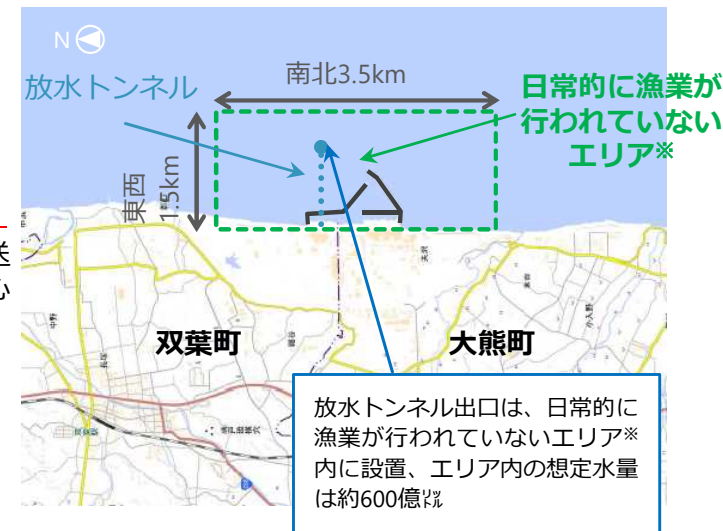 N
南北3.5km
放水トンネル
日常的に漁業が
行われていない
エリア※
東西
1.5km
双葉町
大熊町
放水トンネル出口は、日常的に
漁業が行われていないエリア※
内に設置、エリア内の想定水量
は約600億㍑